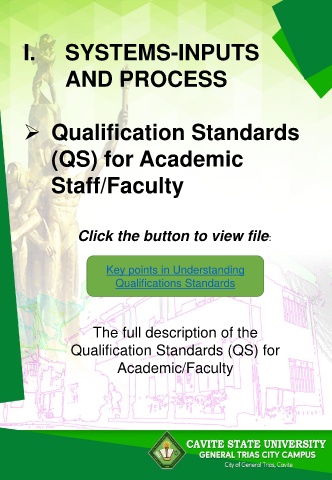 I. SYSTEMS-INPUTS
AND PROCESS
➢ Qualification Standards
(QS) for Academic
Staff/Faculty
Click the button to view file:
Key points in Understanding
Qualifications Standards
The full description of the
Qualification Standards (QS) for
Academic/Faculty
CAVITE STATE UNIVERSITY
GENERAL TRIAS CITY CAMPUS
City of General Trias, Cavite